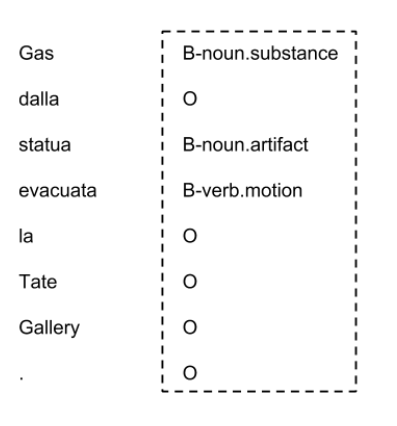 Gas B-noun.substance
dalla O
statua B-noun.artifact
evacuata B-verb.motion
la O
Tate O
Gallery O
. O